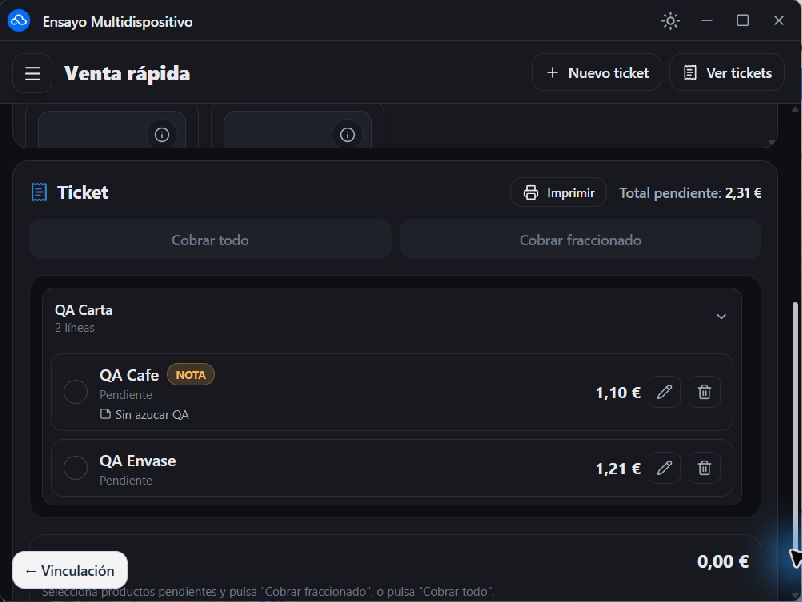 Ensayo Multidispositivo
Venta rápida
+ Nuevo ticket
Ver tickets
Ticket
Imprimir
Total pendiente: 2,31 €
Cobrar todo
Cobrar fraccionado
QA Carta
2 líneas
QA Cafe NOTA
Pendiente
Sin azucar QA
1,10 €
QA Envase
Pendiente
1,21 €
0,00 €
← Vinculación
Selecciona productos pendientes y pulsa "Cobrar fraccionado", o pulsa "Cobrar todo".